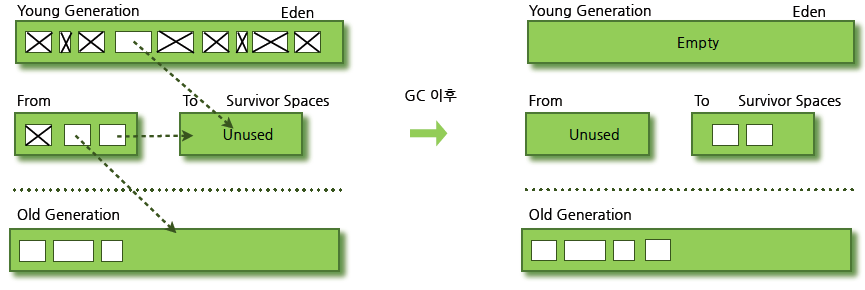 Young Generation
Eden
From
To
Survivor Spaces
Unused
Old Generation
GC 이후
Young Generation
Eden
Empty
From
To
Survivor Spaces
Unused
Old Generation